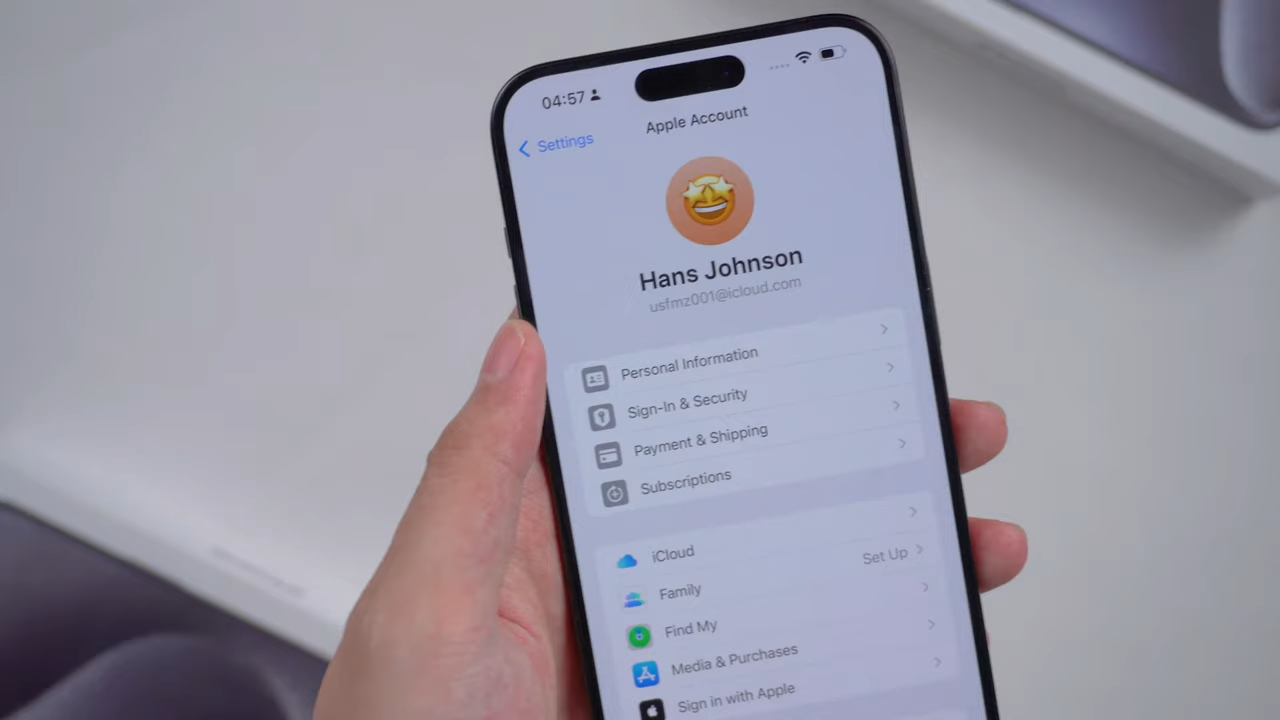 04:57
Settings
Apple Account
Hans Johnson
usfmz001@icloud.com
Personal Information
Sign-In & Security
Payment & Shipping
Subscriptions
iCloud
Family
Set Up
Find My
Media & Purchases
Sign in with Apple